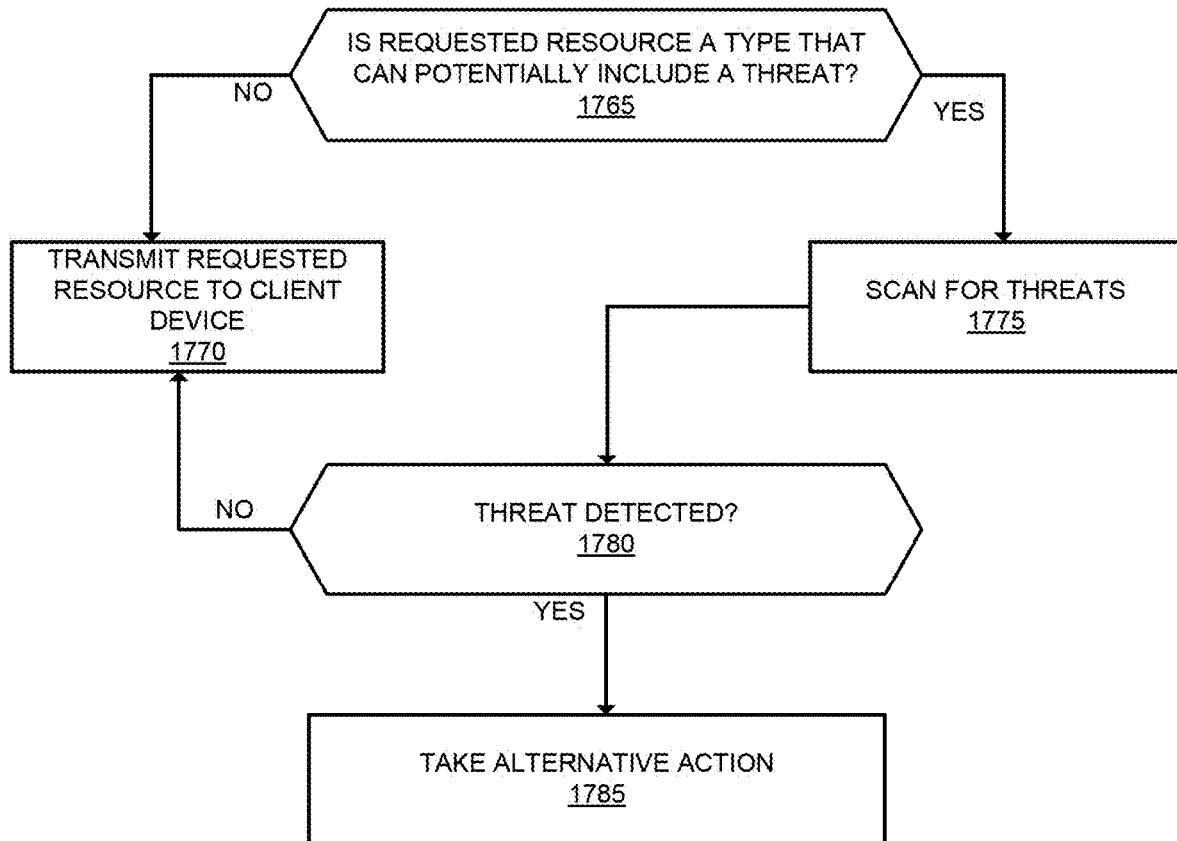 IS REQUESTED RESOURCE A TYPE THAT
CAN POTENTIALLY INCLUDE A THREAT?
1765
NO
YES
TRANSMIT REQUESTED
RESOURCE TO CLIENT
DEVICE
1770
SCAN FOR THREATS
1775
NO
THREAT DETECTED?
1780
YES
TAKE ALTERNATIVE ACTION
1785